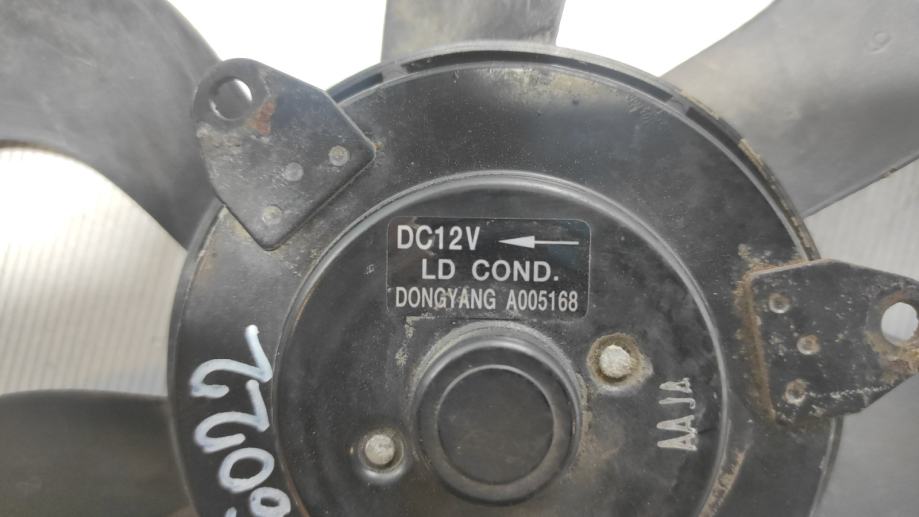 DC12V ←
LD COND.
DONGYANG A005168
AAJA